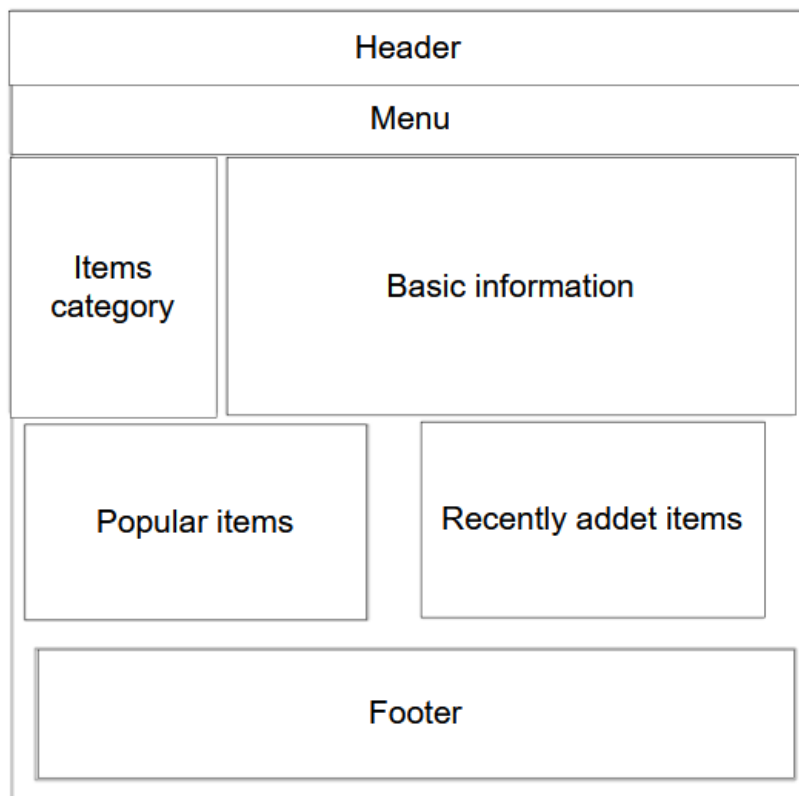 Header
Menu
Items
category
Basic information
Popular items
Recently addet items
Footer